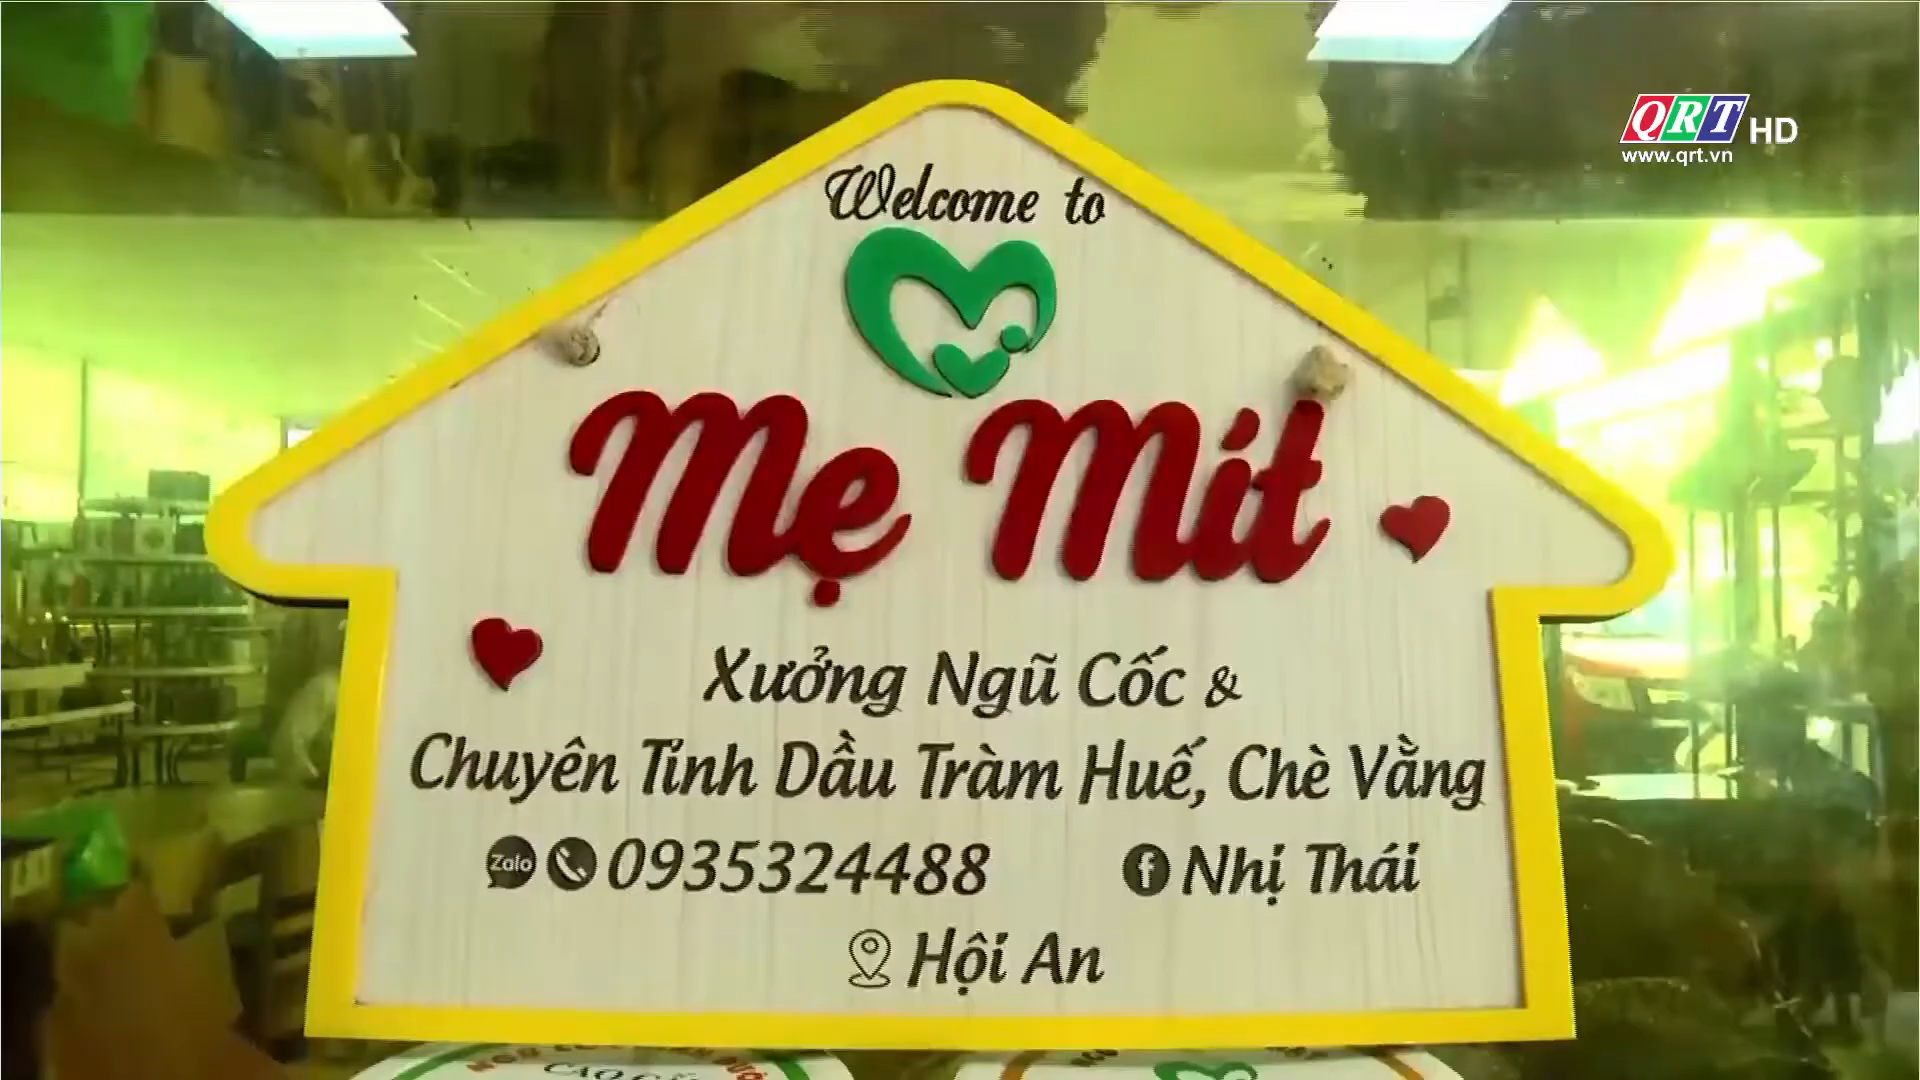 QRT HD
www.qrt.vn
Welcome to
Mẹ Mít
Xưởng Ngũ Cốc &
Chuyên Tinh Dầu Tràm Huế, Chè Vằng
Zalo 0935324488 f Nhị Thái
Hội An